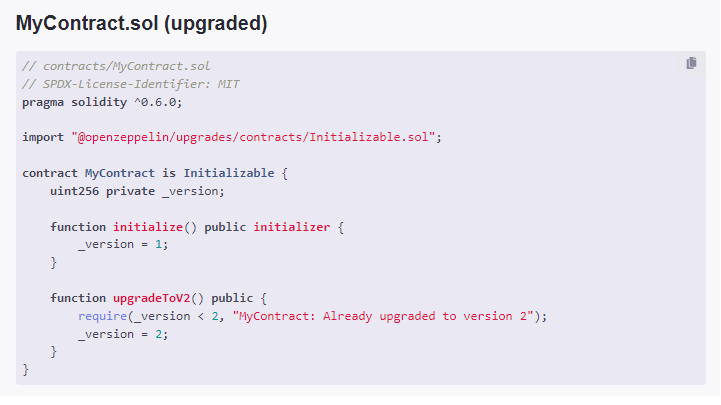 MyContract.sol (upgraded)
// contracts/MyContract.sol
// SPDX-License-Identifier: MIT
pragma solidity ^0.6.0;
import "@openzeppelin/upgrades/contracts/Initializable.sol";
contract MyContract is Initializable {
uint256 private _version;
function initialize() public initializer {
_version = 1;
}
function upgradeToV2() public {
require(_version < 2, "MyContract: Already upgraded to version 2");
_version = 2;
}
}